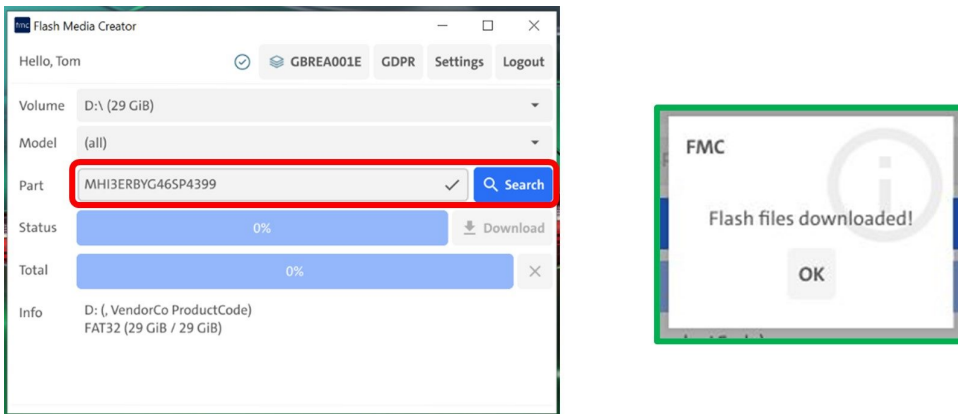 fmc Flash Media Creator
Hello, Tom GBREA001E GDPR Settings Logout
Volume D:\ (29 GiB)
Model (all)
Part MHI3ERBYG46SP4399 Search
Status 0% Download
Total 0%
Info D: (, VendorCo ProductCode)
FAT32 (29 GiB / 29 GiB)
FMC
Flash files downloaded!
OK